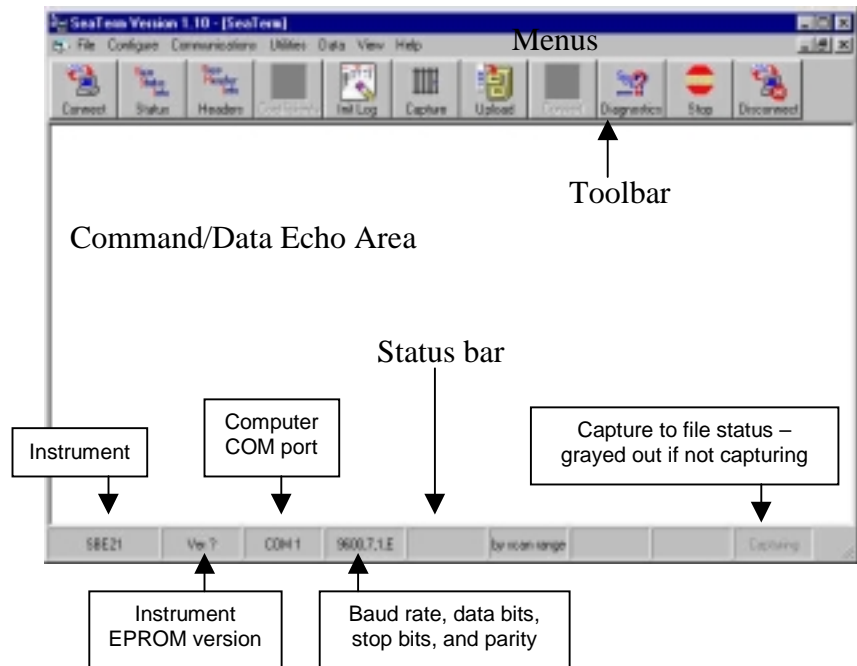 SeaTerm Version 1.10 - [SeaTerm]
File Configure Communications Utilities Data View Help
Menus
Connect Status Headers Coefficients Init Log Capture Upload Convert Diagnostics Stop Disconnect
Toolbar
Command/Data Echo Area
Status bar
Instrument
Computer
COM port
Capture to file status –
grayed out if not capturing
SBE21 Ver ? COM 1 9600,7,1,E by scan range Capturing
Instrument
EPROM version
Baud rate, data bits,
stop bits, and parity